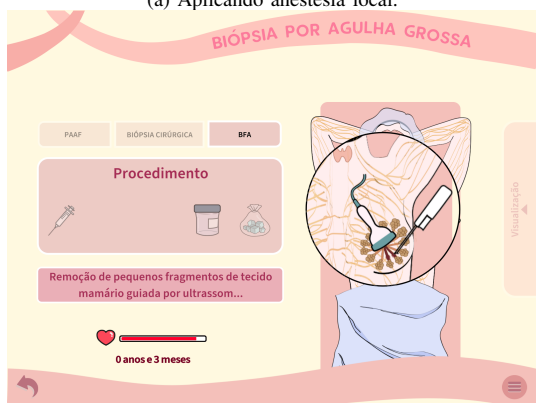 (a) Aplicando anestesia local.
BIÓPSIA POR AGULHA GROSSA
PAAF
BIÓPSIA CIRÚRGICA
BFA
Procedimento
Visualização
Remoção de pequenos fragmentos de tecido
mamário guiada por ultrassom...
0 anos e 3 meses